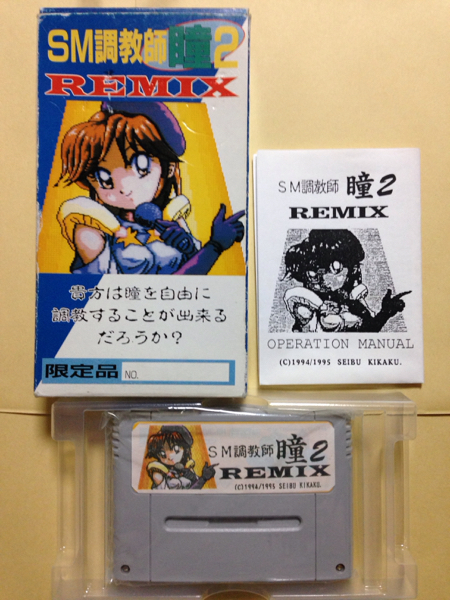 SM調教師瞳2
REMIX
貴方は瞳を自由に
調教することが出来る
だろうか?
限定品 NO.
SM調教師 瞳2
REMIX
OPERATION MANUAL
(C)1994/1995 SEIBU KIKAKU.
SM調教師 瞳2
REMIX
(C)1994/1995 SEIBU KIKAKU.